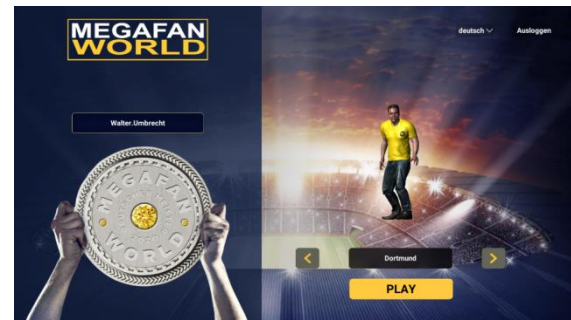 MEGAFAN
WORLD
deutsch
Ausloggen
Walter.Umbrecht
MEGAFAN
WORLD
Dortmund
PLAY